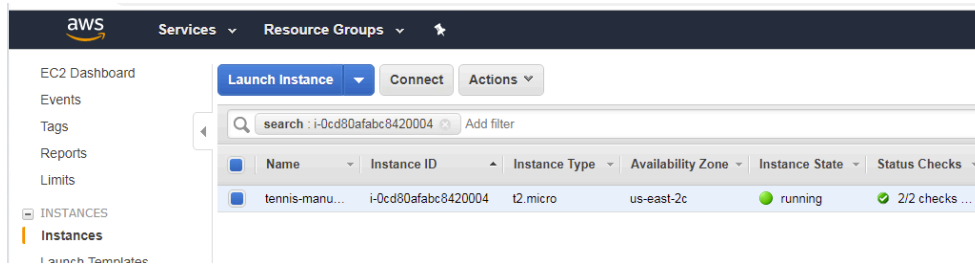 aws Services Resource Groups
EC2 Dashboard
Events
Tags
Reports
Limits
INSTANCES
Instances
Launch Templates
Launch Instance Connect Actions
search : i-0cd80afabc8420004 Add filter
Name Instance ID Instance Type Availability Zone Instance State Status Checks
tennis-manu... i-0cd80afabc8420004 t2.micro us-east-2c running 2/2 checks ...